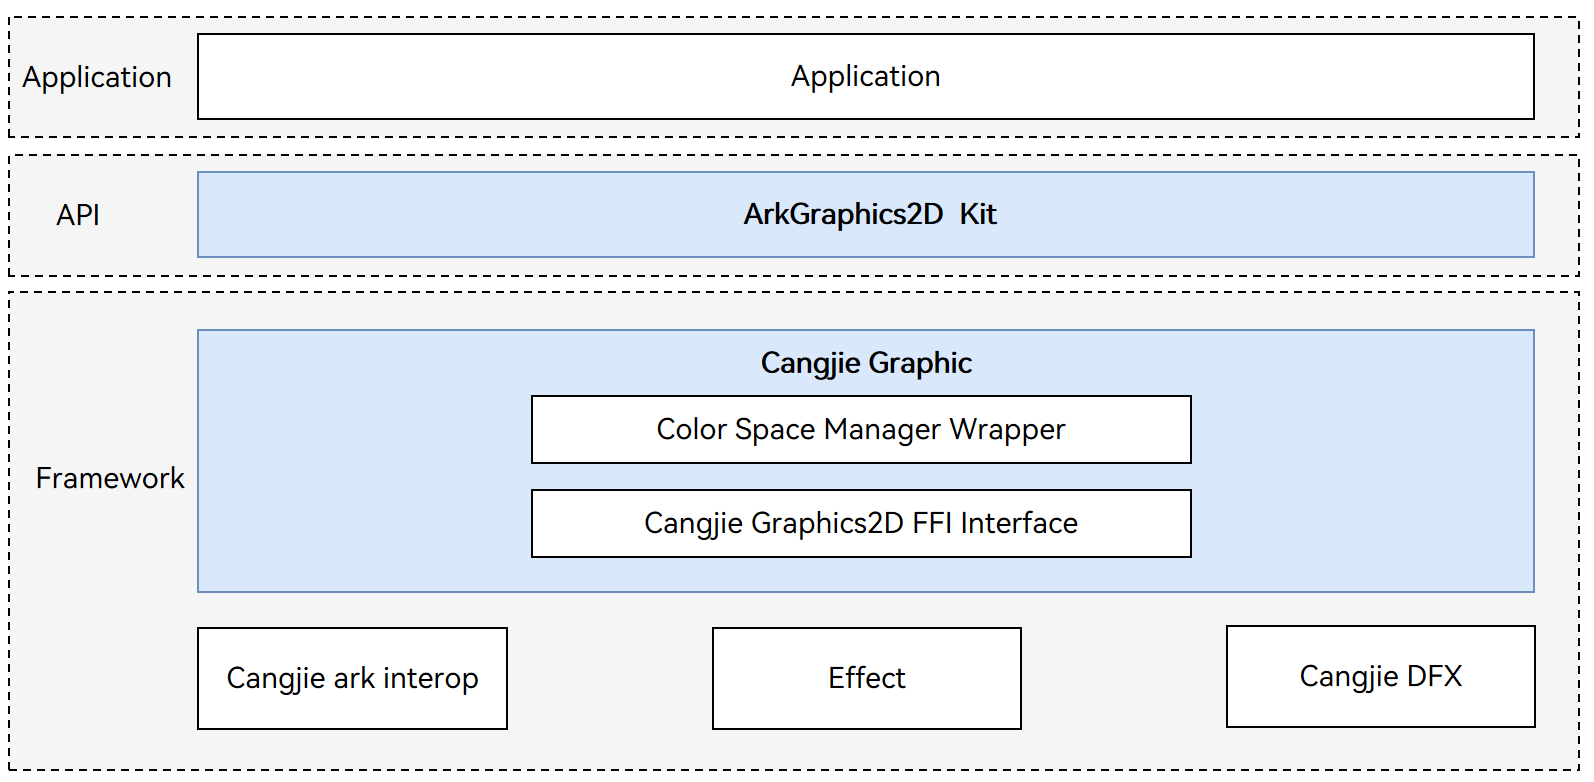 Application
Application
API
ArkGraphics2D  Kit
Cangjie Graphic
Color Space Manager Wrapper
Framework
Cangjie Graphics2D FFI Interface
Cangjie ark interop
Effect
Cangjie DFX